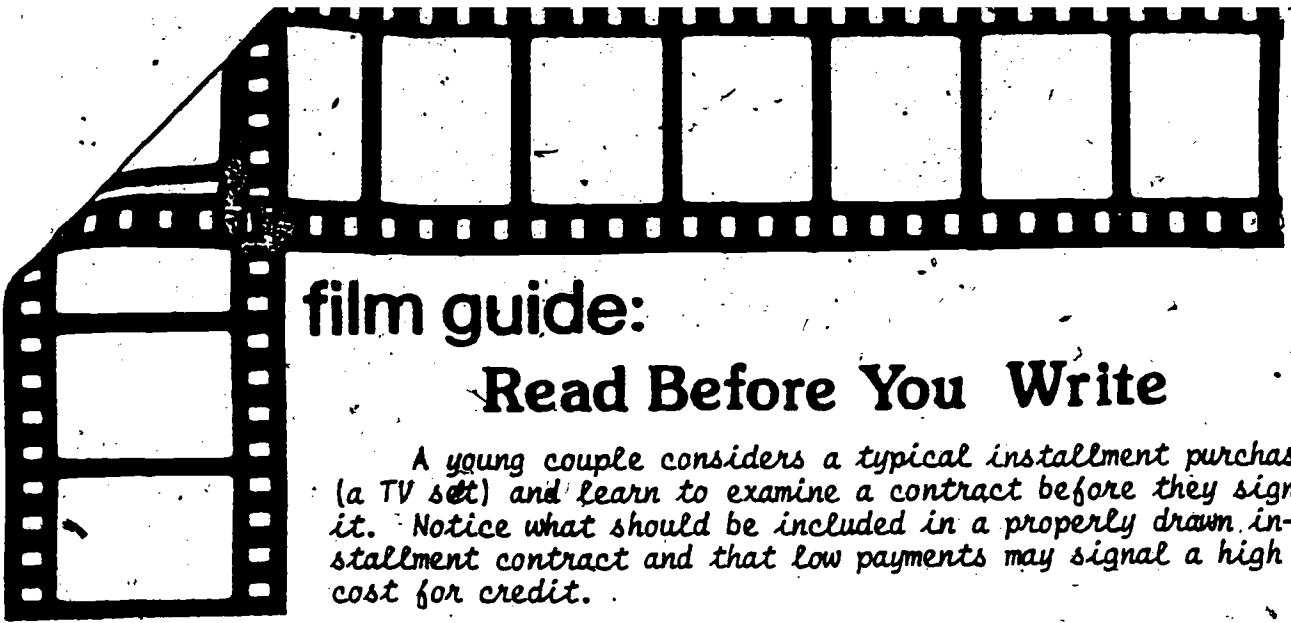 film guide:
Read Before You Write
A young couple considers a typical installment purchas
(a TV set) and learn to examine a contract before they sign
it. Notice what should be included in a properly drawn in-
stallment contract and that low payments may signal a high
cost for credit.